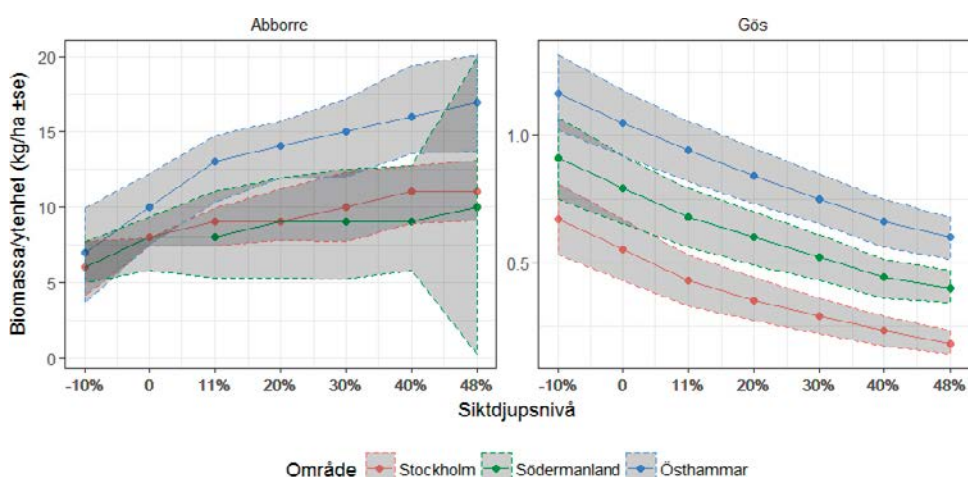 Abborre
Gös
Biomassa/ytenhet (kg/ha ±se)
20
15
10
5
0
1.0
0.5
-10% 0 11% 20% 30% 40% 48%
-10% 0 11% 20% 30% 40% 48%
Siktdjupsnivå
Område Stockholm Södermanland Östhammar